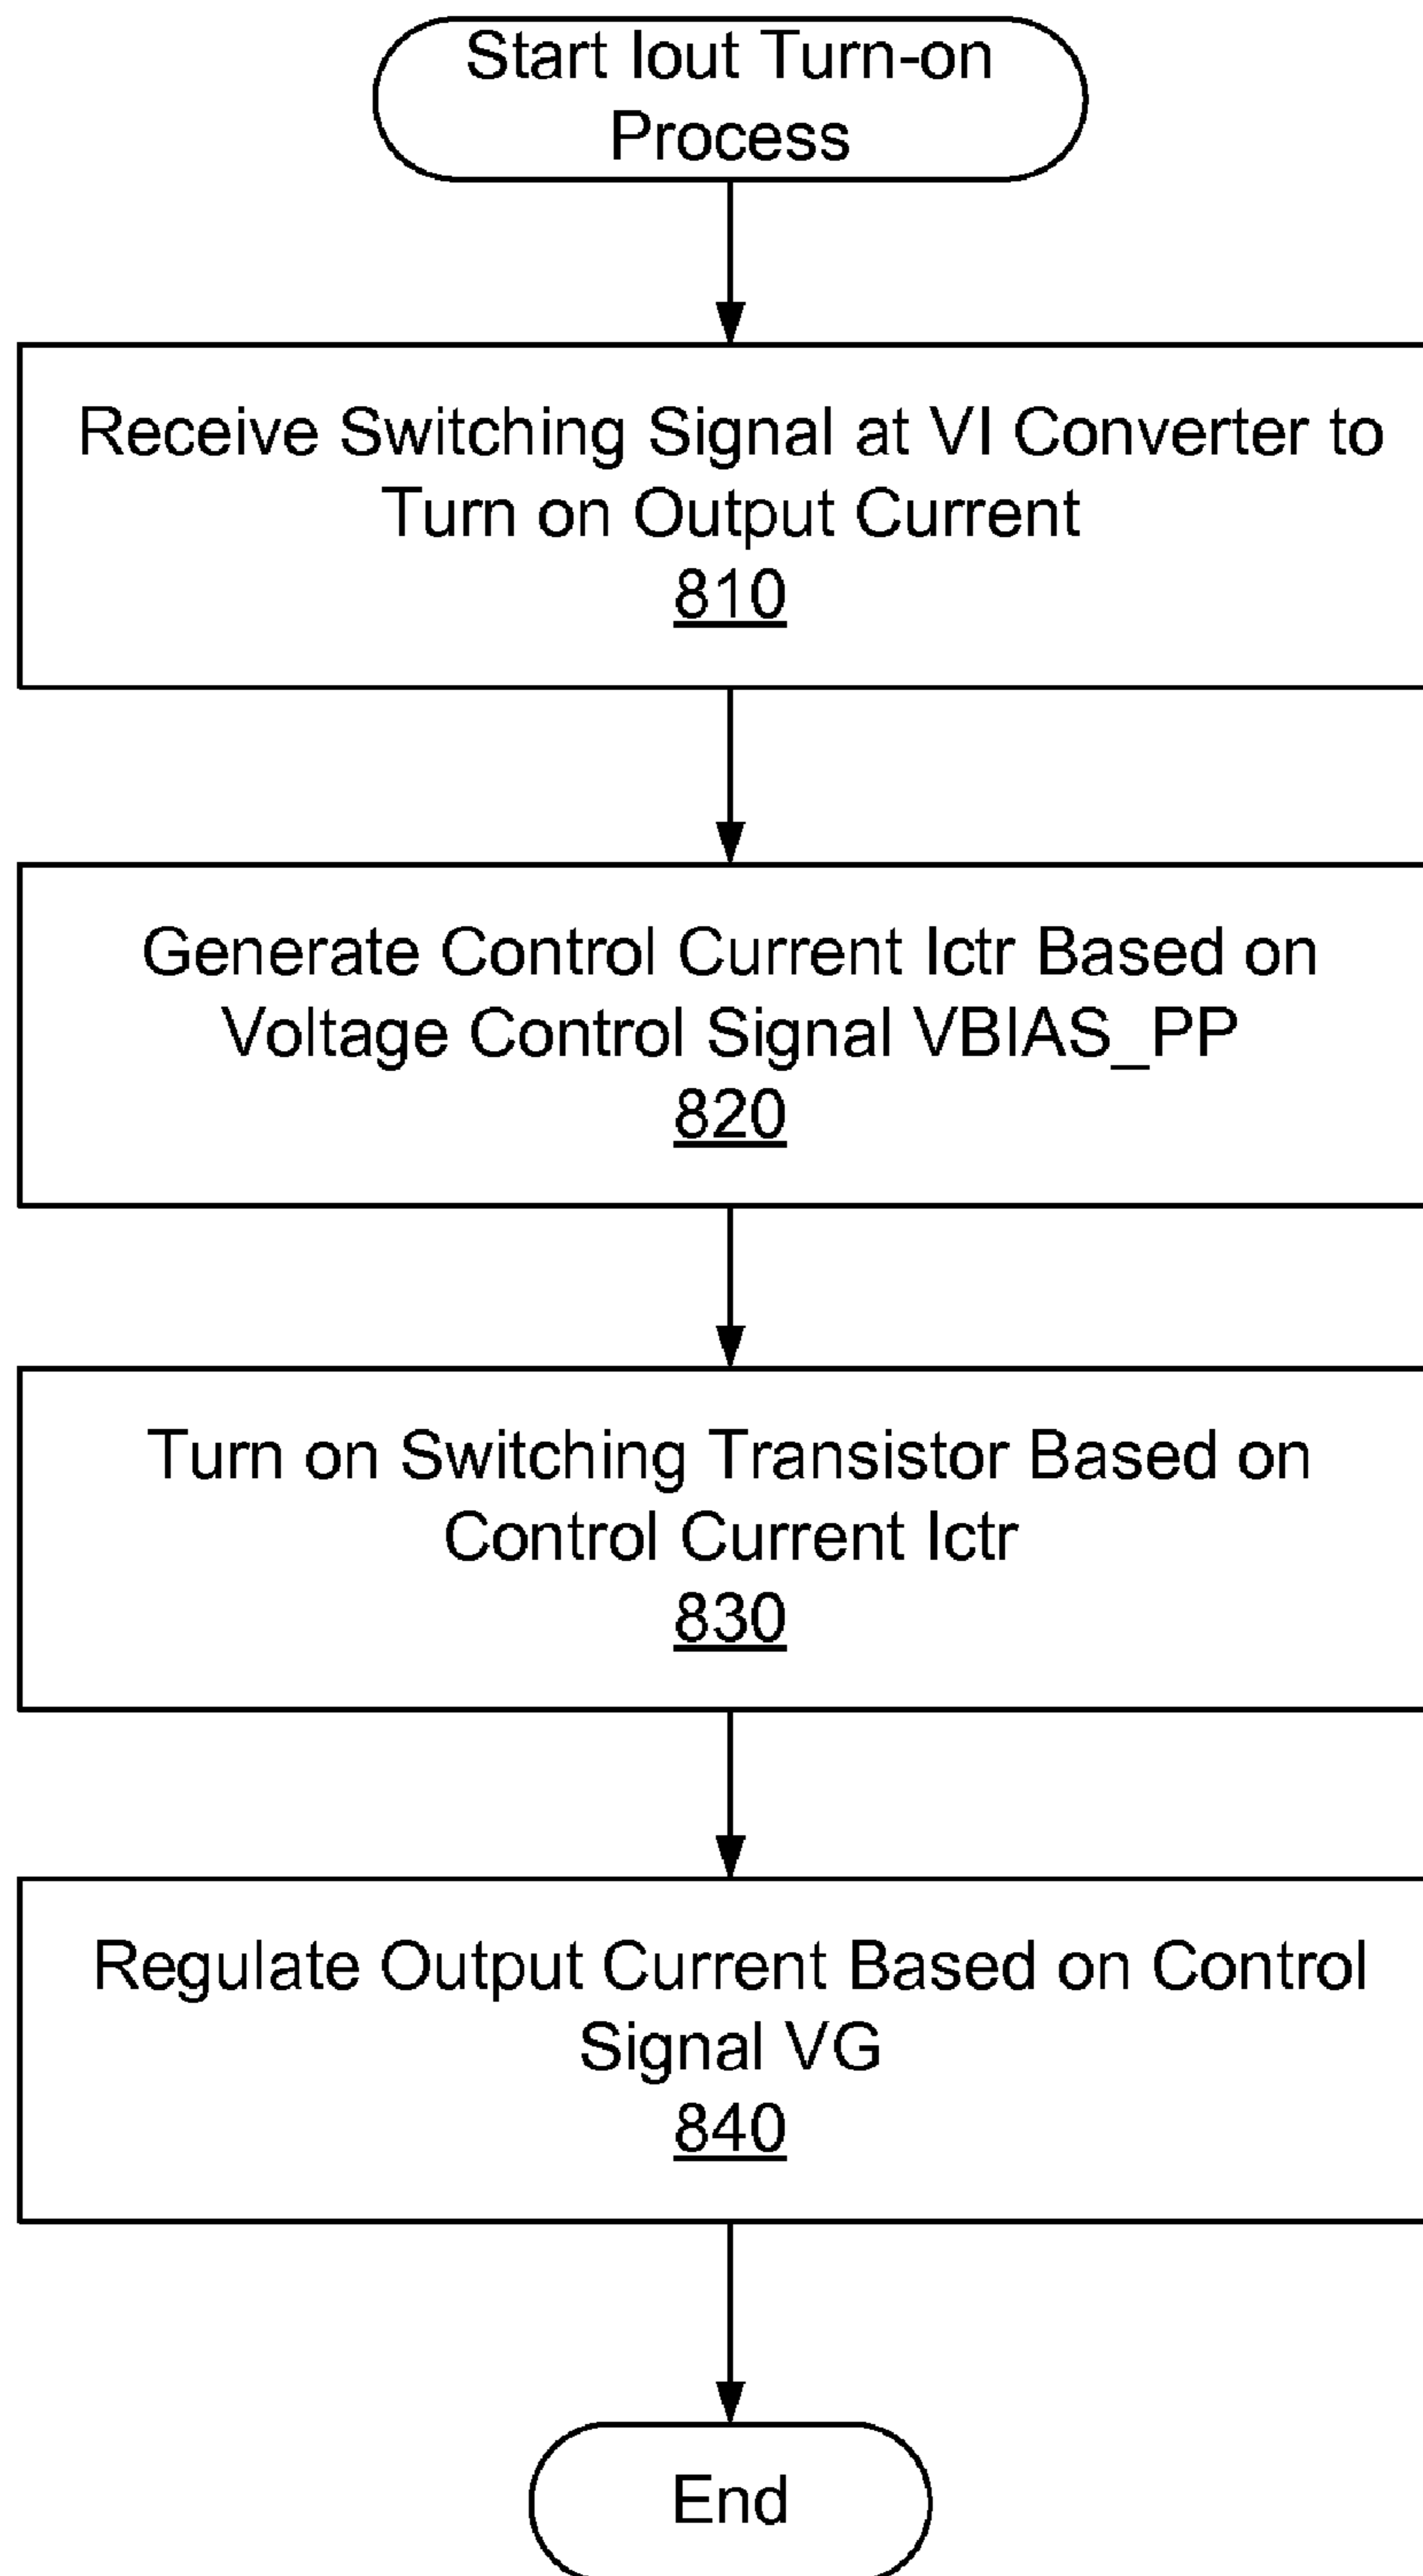 Start Iout Turn-on
Process
Receive Switching Signal at VI Converter to
Turn on Output Current
810
Generate Control Current Ictr Based on
Voltage Control Signal VBIAS_PP
820
Turn on Switching Transistor Based on
Control Current Ictr
830
Regulate Output Current Based on Control
Signal VG
840
End